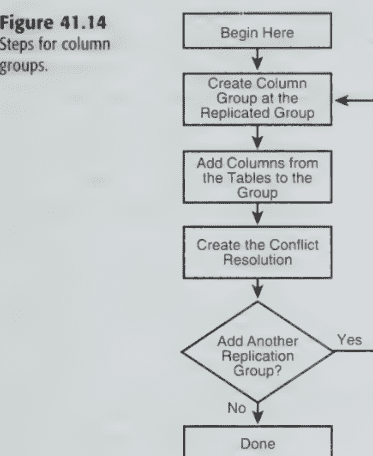 Figure 41.14
Steps for column
groups.
Begin Here
Create Column
Group at the
Replicated Group
Add Columns from
the Tables to the
Group
Create the Conflict
Resolution
Add Another
Replication
Group?
Yes
No
Done